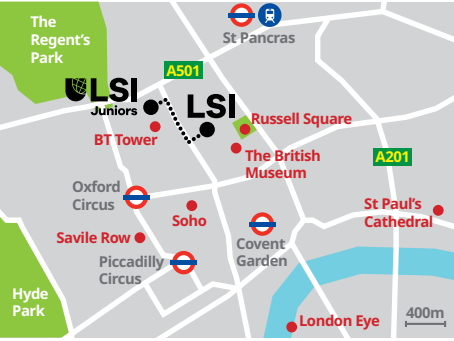 The
Regent's
Park
St Pancras
A501
LSI
Juniors
LSI
Russell Square
BT Tower
The British
Museum
A201
Oxford
Circus
Soho
St Paul's
Cathedral
Savile Row
Covent
Garden
Piccadilly
Circus
Hyde
Park
London Eye
400m